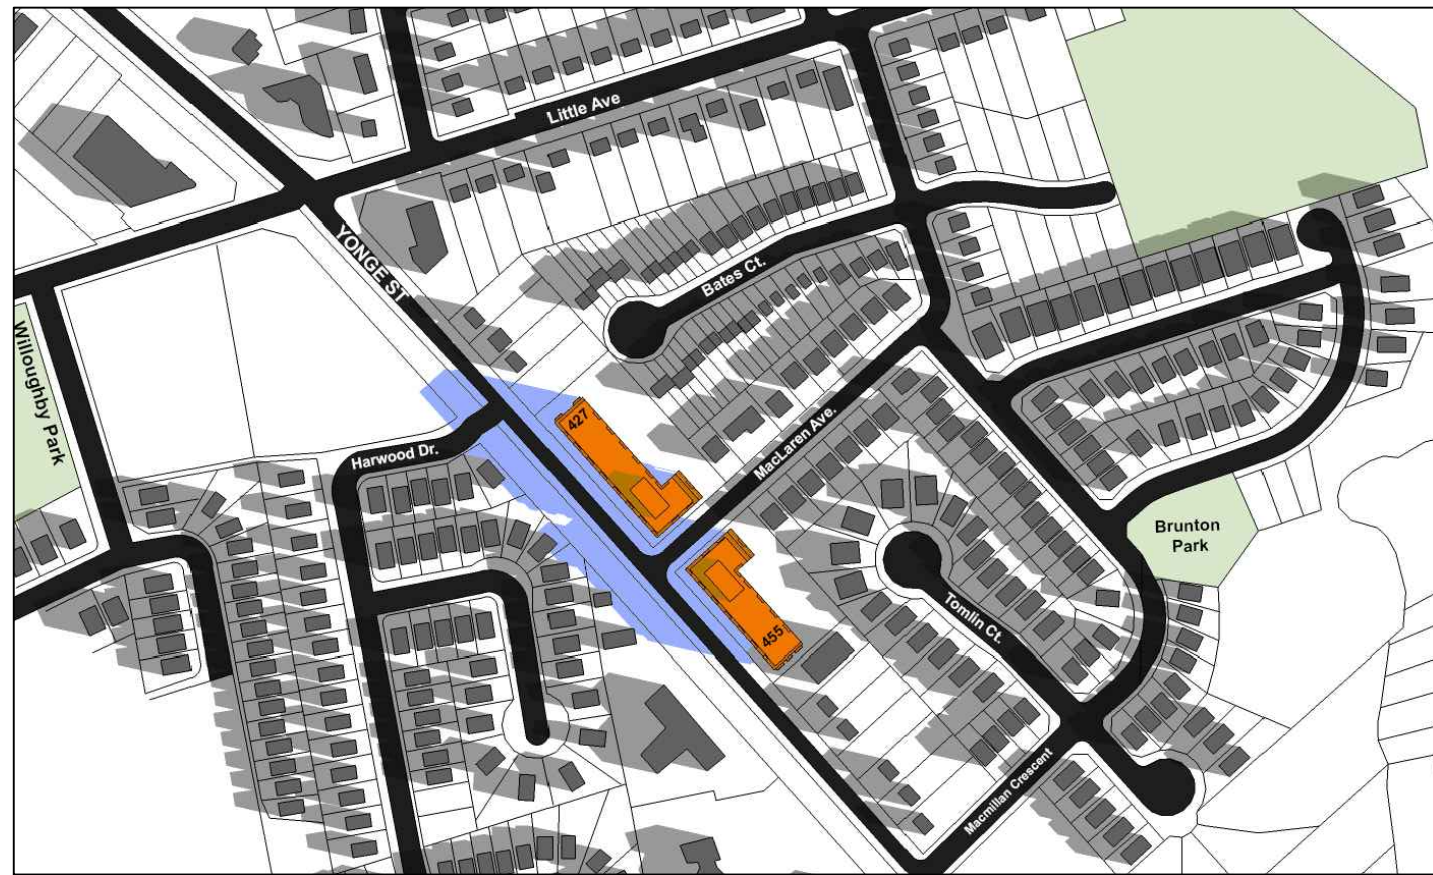 Little Ave
YONGE ST
Bates Ct.
Willoughby Park
427
MacLaren Ave.
Harwood Dr.
Brunton
Park
455
Tomlin Ct.
Macmillan Crescent